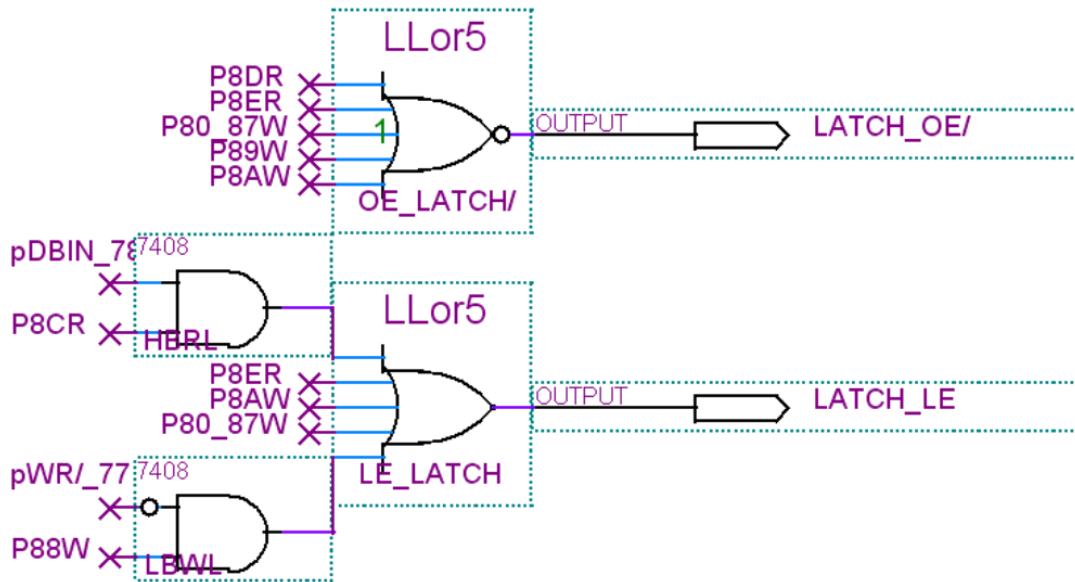 LLor5
P8DR
P8ER
P80_87W
P89W
P8AW
1
OUTPUT
LATCH_OE/
OE_LATCH/
pDBIN_78
7408
P8CR
HBRL
LLor5
P8ER
P8AW
P80_87W
OUTPUT
LATCH_LE
LE_LATCH
pWR/_77
7408
P88W
LBWL